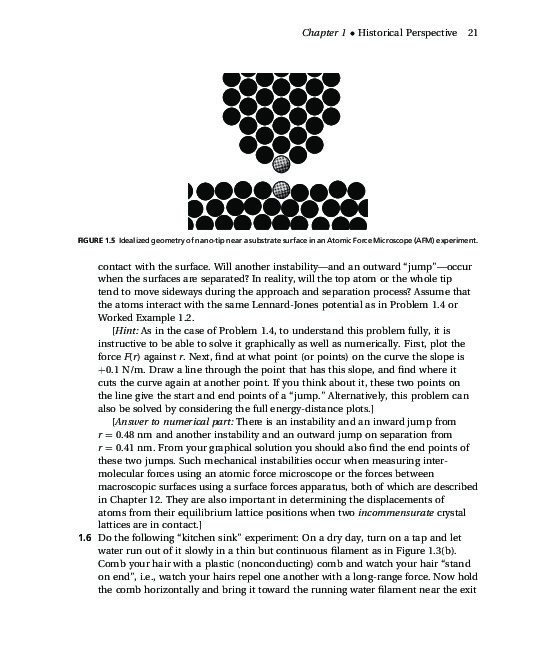 Chapter 1 • Historical Perspective 21
FIGURE 1.5 Idealized geometry of nano-tip near a substrate surface in an Atomic Force Microscope (AFM) experiment.
contact with the surface. Will another instability—and an outward “jump”—occur
when the surfaces are separated? In reality, will the top atom or the whole tip
tend to move sideways during the approach and separation process? Assume that
the atoms interact with the same Lennard-Jones potential as in Problem 1.4 or
Worked Example 1.2.
[Hint: As in the case of Problem 1.4, to understand this problem fully, it is
instructive to be able to solve it graphically as well as numerically. First, plot the
force F(r) against r. Next, find at what point (or points) on the curve the slope is
+0.1 N/m. Draw a line through the point that has this slope, and find where it
cuts the curve again at another point. If you think about it, these two points on
the line give the start and end points of a “jump.” Alternatively, this problem can
also be solved by considering the full energy-distance plots.]
[Answer to numerical part: There is an instability and an inward jump from
r = 0.48 nm and another instability and an outward jump on separation from
r = 0.41 nm. From your graphical solution you should also find the end points of
these two jumps. Such mechanical instabilities occur when measuring inter-
molecular forces using an atomic force microscope or the forces between
macroscopic surfaces using a surface forces apparatus, both of which are described
in Chapter 12. They are also important in determining the displacements of
atoms from their equilibrium lattice positions when two incommensurate crystal
lattices are in contact.]
1.6 Do the following “kitchen sink” experiment: On a dry day, turn on a tap and let
water run out of it slowly in a thin but continuous filament as in Figure 1.3(b).
Comb your hair with a plastic (nonconducting) comb and watch your hair “stand
on end”, i.e., watch your hairs repel one another with a long-range force. Now hold
the comb horizontally and bring it toward the running water filament near the exit